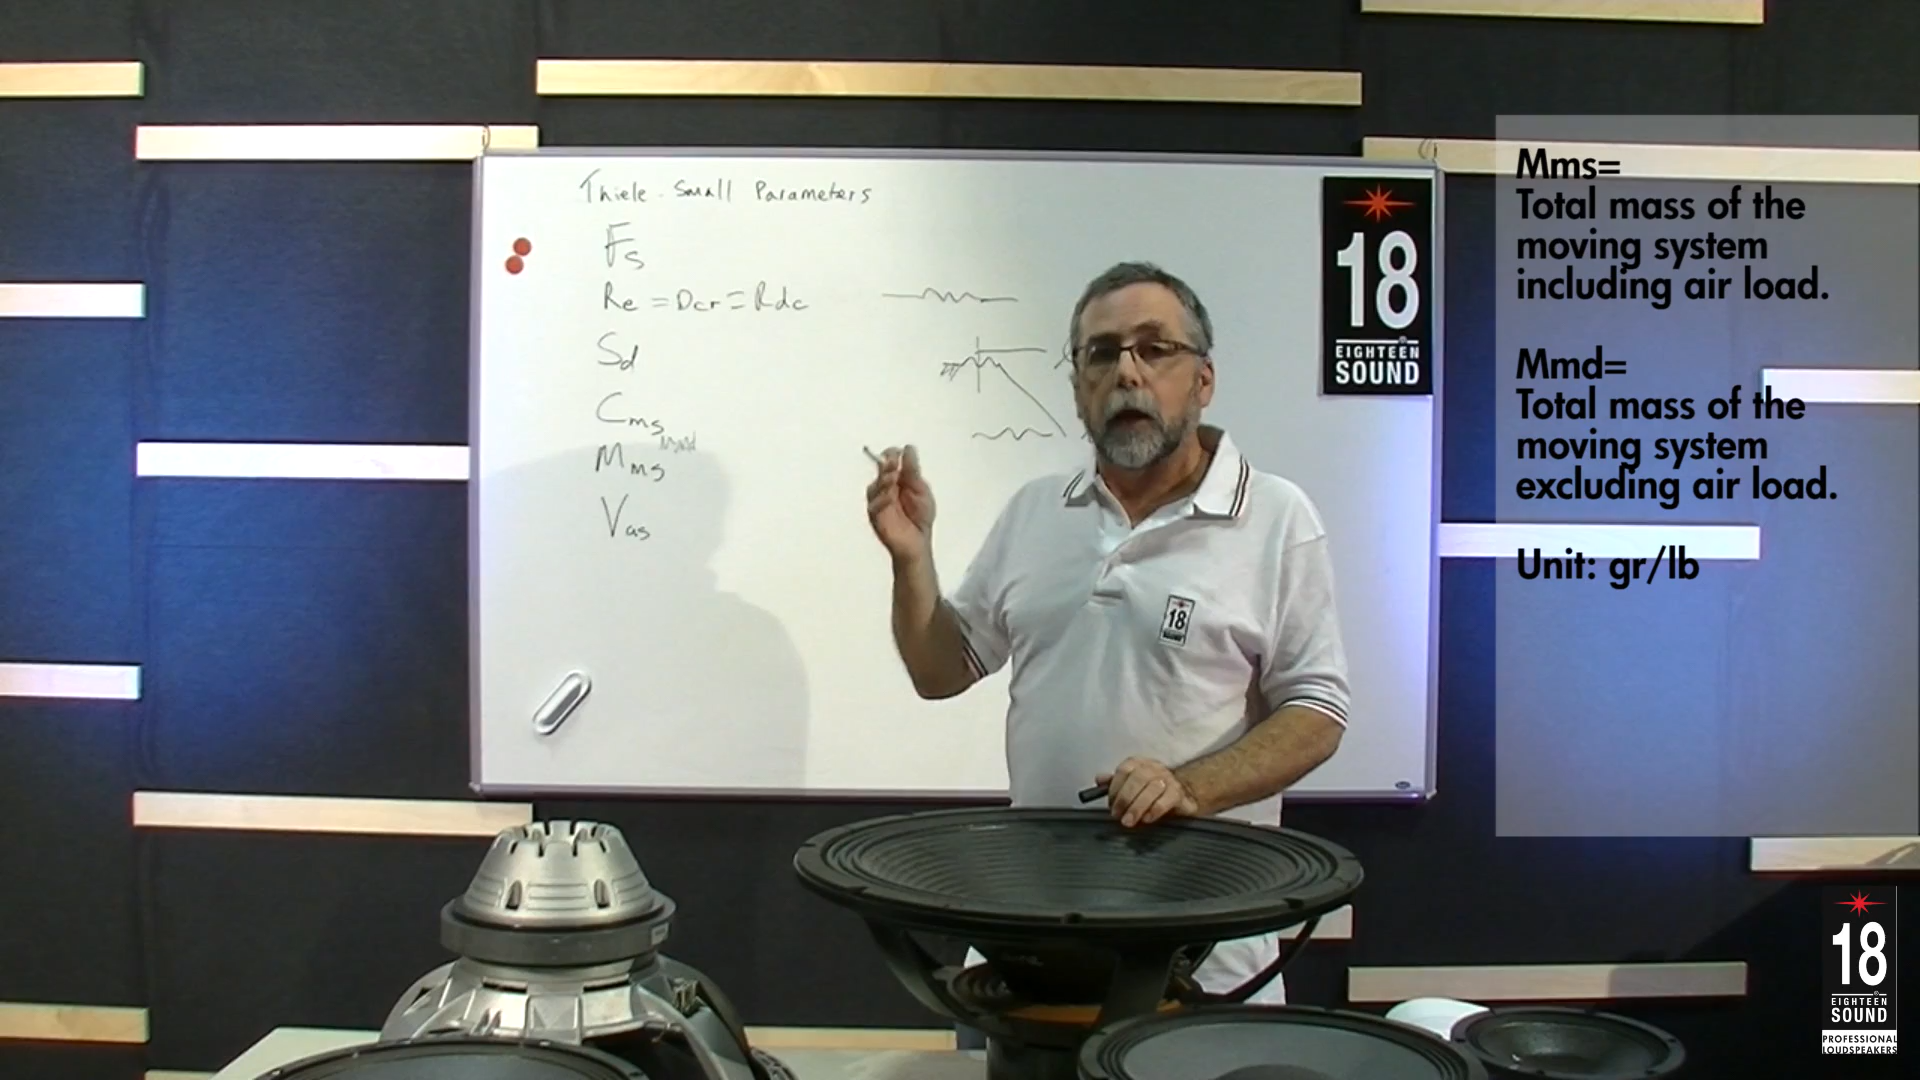 Thiele-Small Parameters
Fs
Re = Dcr = Rdc
Sd
Cms
Mmd
Mms
Vas
18
EIGHTEEN
SOUND
18
Mms=
Total mass of the
moving system
including air load.
Mmd=
Total mass of the
moving system
excluding air load.
Unit: gr/lb
18
EIGHTEEN
SOUND
PROFESSIONAL
LOUDSPEAKERS